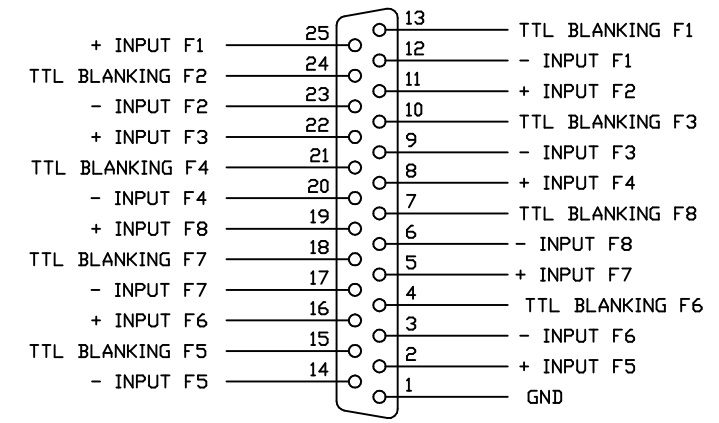 13 TTL BLANKING F1
+ INPUT F1 25
12 - INPUT F1
TTL BLANKING F2 24
11 + INPUT F2
- INPUT F2 23
10 TTL BLANKING F3
+ INPUT F3 22
9 - INPUT F3
TTL BLANKING F4 21
8 + INPUT F4
- INPUT F4 20
7 TTL BLANKING F8
+ INPUT F8 19
6 - INPUT F8
TTL BLANKING F7 18
5 + INPUT F7
- INPUT F7 17
4 TTL BLANKING F6
+ INPUT F6 16
3 - INPUT F6
TTL BLANKING F5 15
2 + INPUT F5
- INPUT F5 14
1 GND